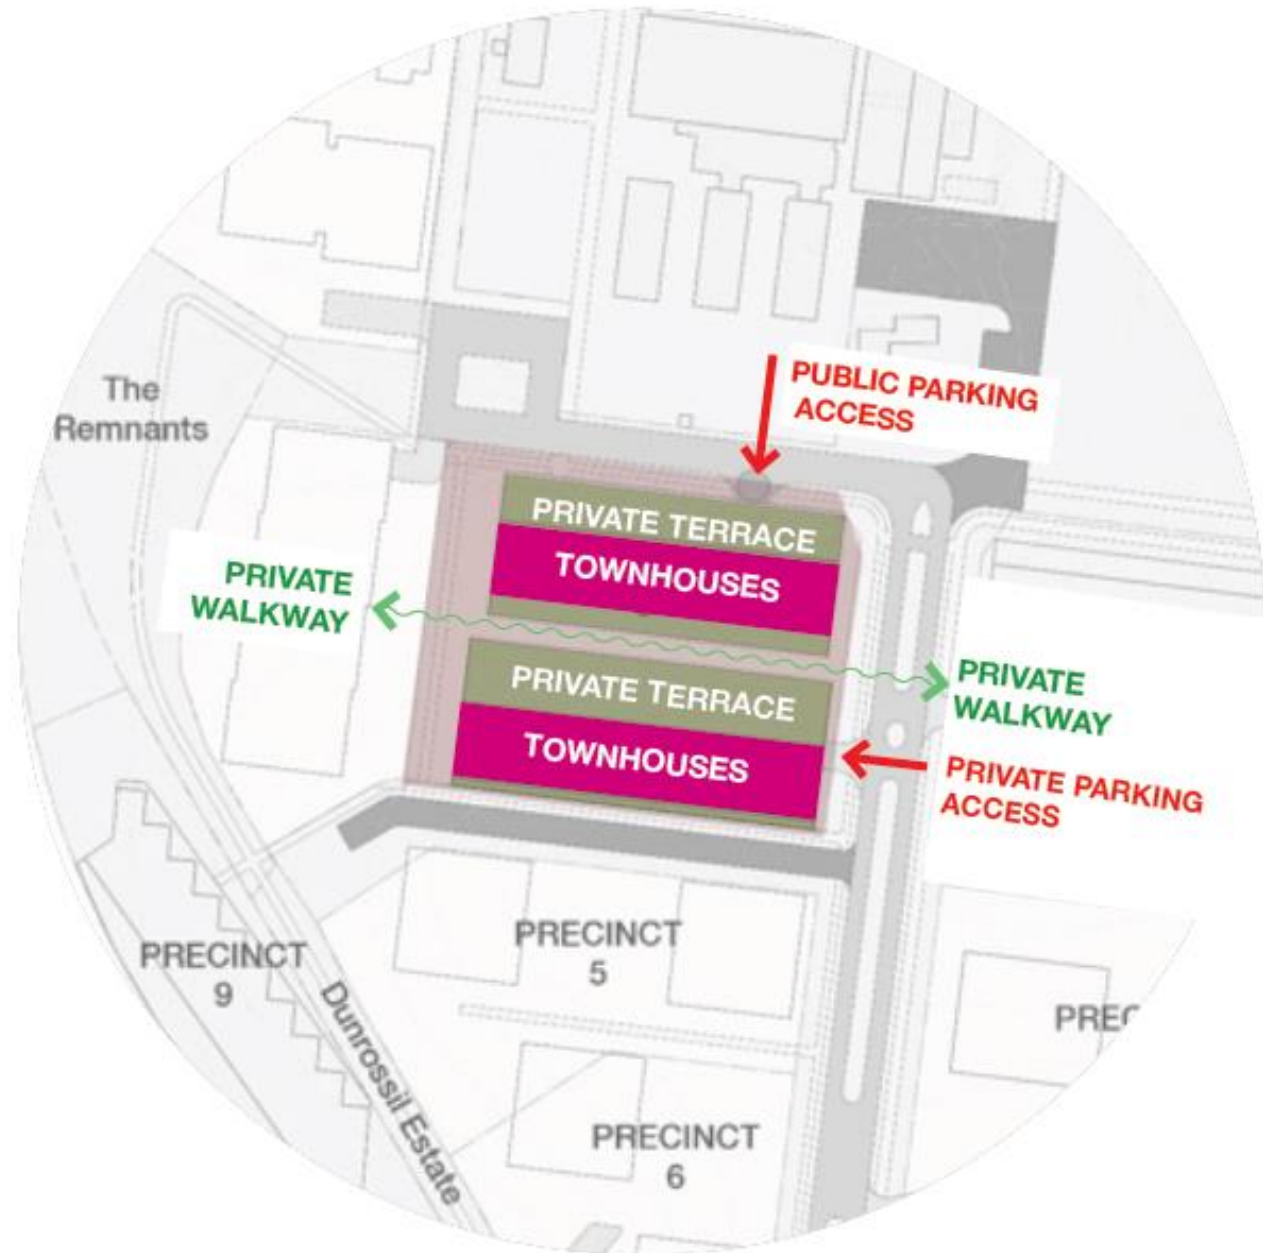 The
Remnants
PUBLIC PARKING
ACCESS
PRIVATE TERRACE
TOWNHOUSES
PRIVATE
WALKWAY
PRIVATE TERRACE
TOWNHOUSES
PRIVATE
WALKWAY
PRIVATE PARKING
ACCESS
PRECINCT
5
PRECINCT
9
Dunrossil Estate
PREC
PRECINCT
6